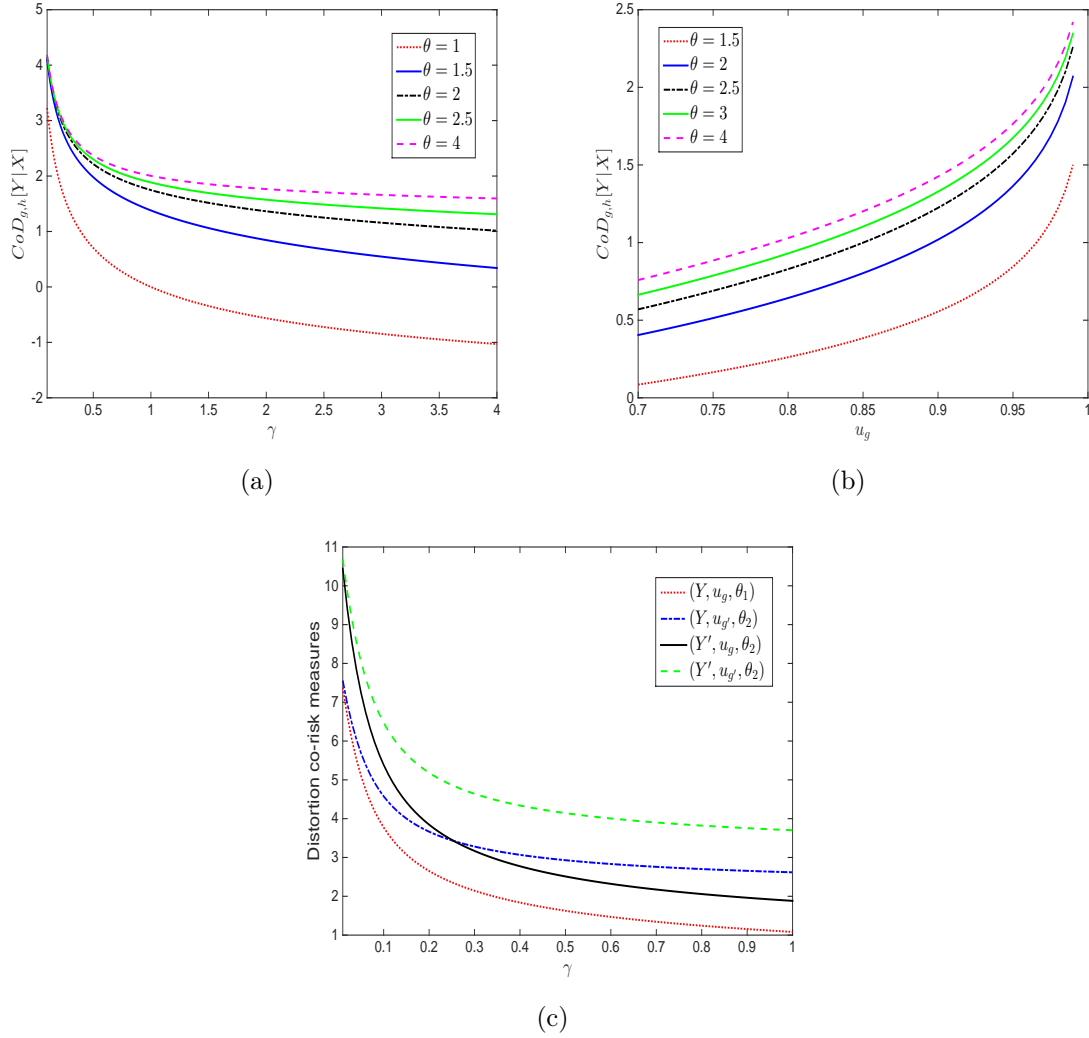 5
4
3
2
1
0
-1
-2
0.5 1 1.5 2 2.5 3 3.5 4
γ
CoD_{g,h}[Y|X]
θ = 1
θ = 1.5
θ = 2
θ = 2.5
θ = 4
(a)
2.5
2
1.5
1
0.5
0
0.7 0.75 0.8 0.85 0.9 0.95 1
u_g
CoD_{g,h}[Y|X]
θ = 1.5
θ = 2
θ = 2.5
θ = 3
θ = 4
(b)
11
10
9
8
7
6
5
4
3
2
1
0.1 0.2 0.3 0.4 0.5 0.6 0.7 0.8 0.9 1
γ
Distortion co-risk measures
(Y, u_g, θ_1)
(Y, u_{g'}, θ_2)
(Y', u_g, θ_2)
(Y', u_{g'}, θ_2)
(c)